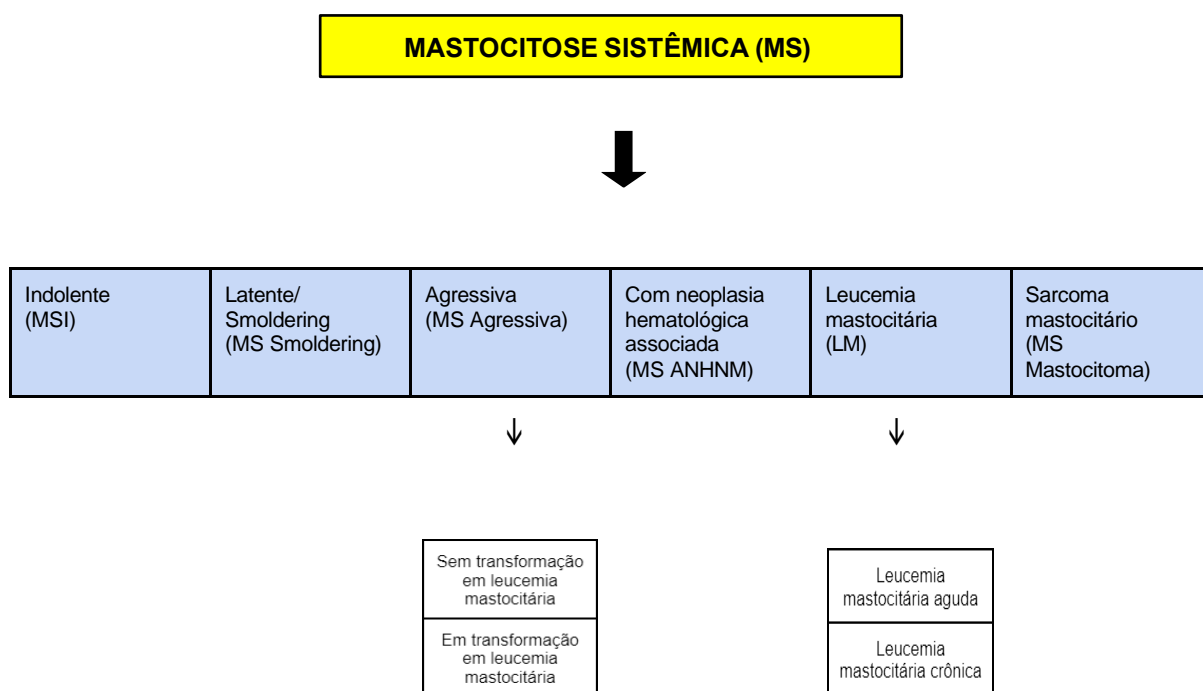 MASTOCITOSE SISTÊMICA (MS)
Indolente
(MSI)
Latente/
Smoldering
(MS Smoldering)
Agressiva
(MS Agressiva)
Com neoplasia
hematológica
associada
(MS ANHNM)
Leucemia
mastocitária
(LM)
Sarcoma
mastocitário
(MS
Mastocitoma)
Sem transformação
em leucemia
mastocitária
Em transformação
em leucemia
mastocitária
Leucemia
mastocitária aguda
Leucemia
mastocitária crônica